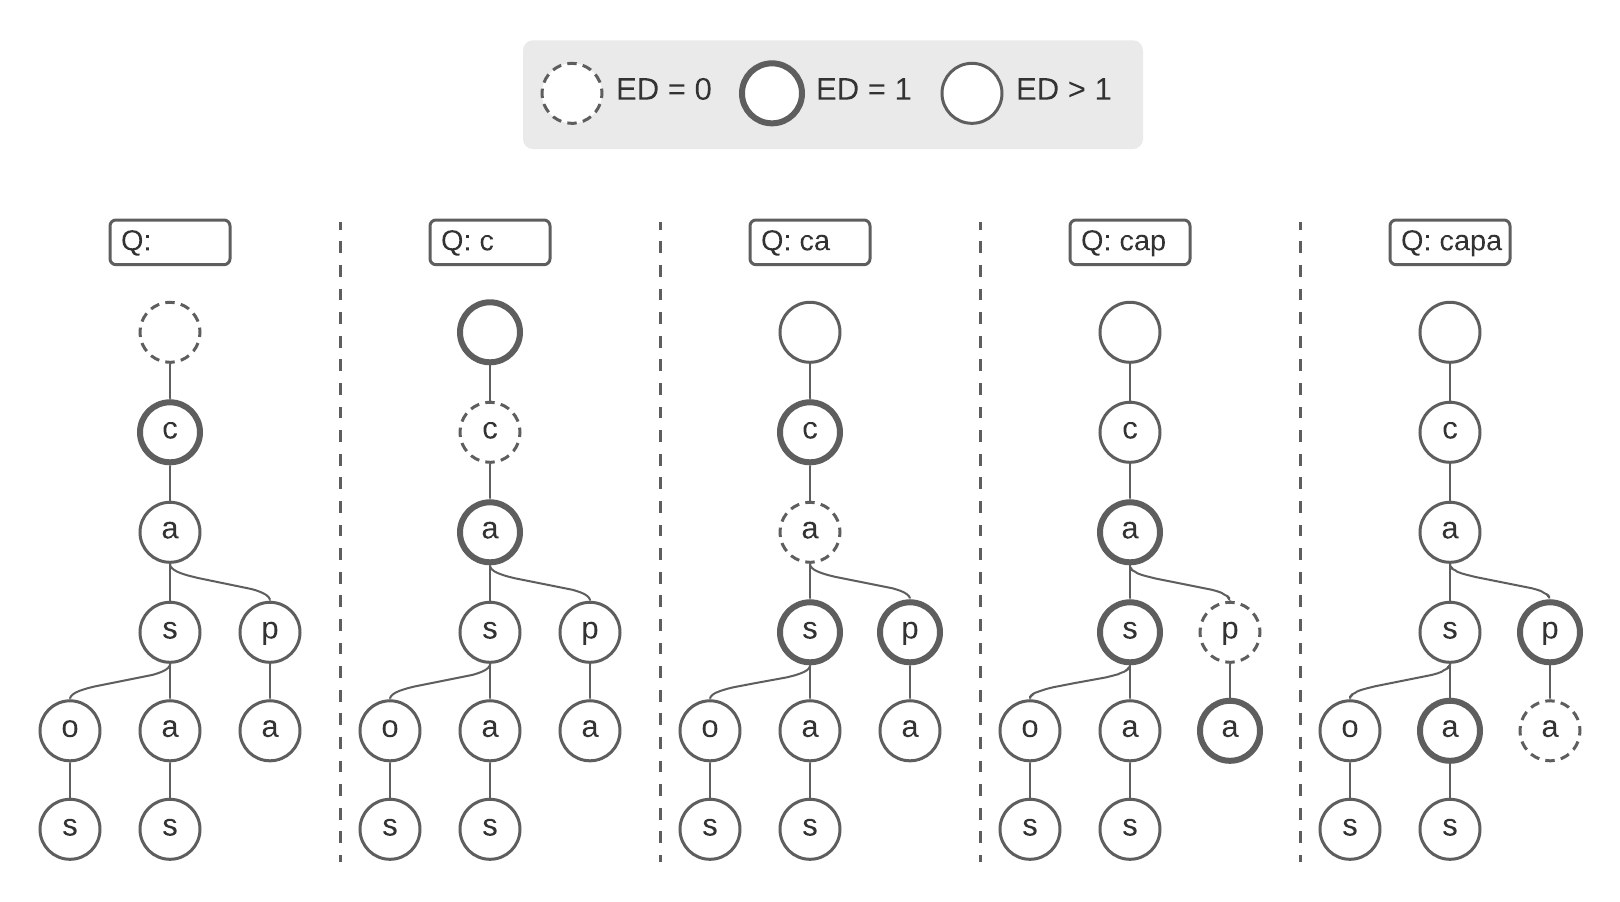 ED = 0 ED = 1 ED > 1
Q: Q: c Q: ca Q: cap Q: capa
c c c c c
a a a a a
s p s p s p s p s p
o a a o a a o a a o a a o a a
s s s s s s s s s s